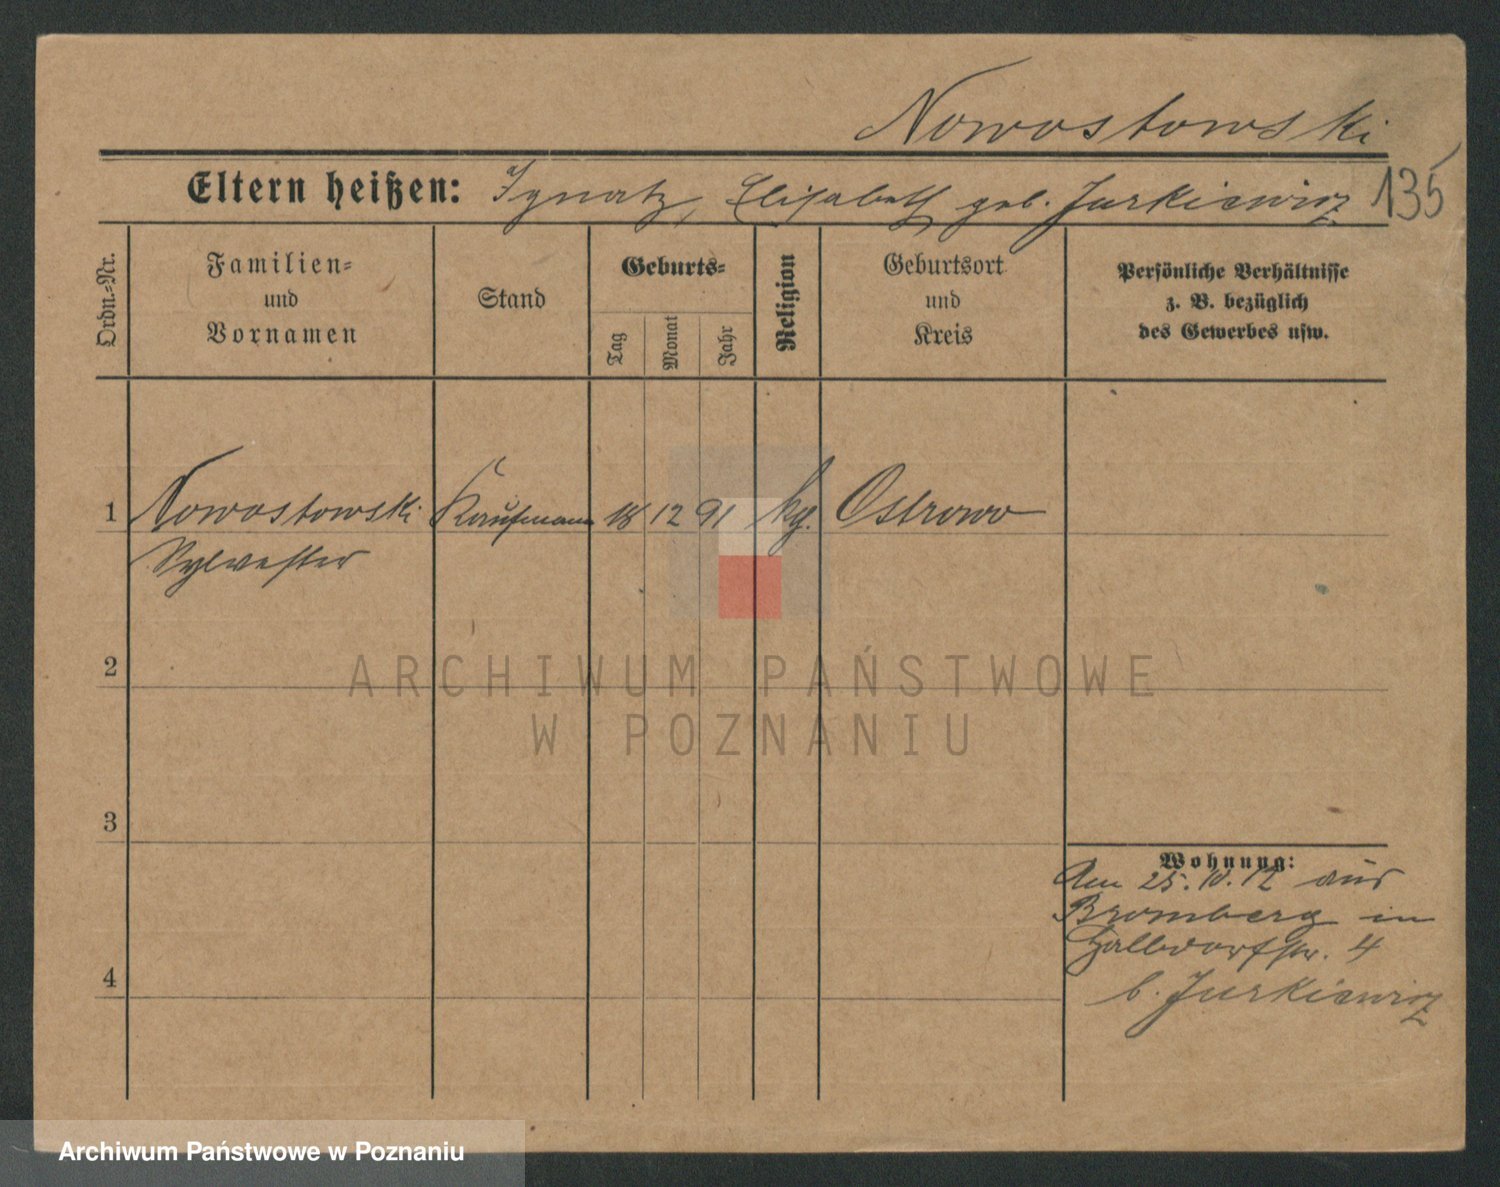 Nowostowski
Eltern heißen: Ignatz, Elisabeth geb. Jurkiewicz 135
Ordn.-Nr.
Familien-
und
Vornamen
Stand
Geburts-
Tag
Monat
Jahr
Religion
Geburtsort
und
Kreis
Persönliche Verhältnisse
z. B. bezüglich
des Gewerbes usw.
1 Nowostowski Kaufmann 18 12 91 kg. Ostrowo
Sylvester
2
ARCHIWUM PAŃSTWOWE
W POZNANIU
3
Wohnung:
Am 25.10.12 aus
Bromberg in
4
b. Jurkiewicz
Archiwum Państwowe w Poznaniu